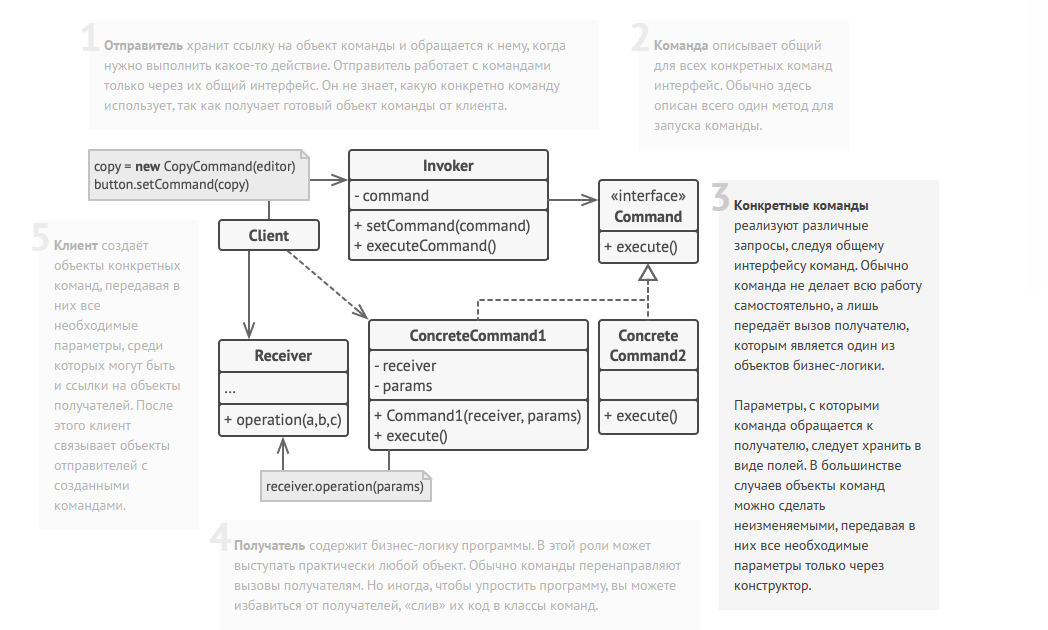 1
Отправитель хранит ссылку на объект команды и обращается к нему, когда
нужно выполнить какое-то действие. Отправитель работает с командами
только через их общий интерфейс. Он не знает, какую конкретно команду
использует, так как получает готовый объект команды от клиента.
2
Команда описывает общий
для всех конкретных команд
интерфейс. Обычно здесь
описан всего один метод для
запуска команды.
copy = new CopyCommand(editor)
button.setCommand(copy)
Invoker
- command
+ setCommand(command)
+ executeCommand()
«interface»
Command
+ execute()
3
Конкретные команды
реализуют различные
запросы, следуя общему
интерфейсу команд. Обычно
команда не делает всю работу
самостоятельно, а лишь
передаёт вызов получателю,
которым является один из
объектов бизнес-логики.
Параметры, с которыми
команда обращается к
получателю, следует хранить в
виде полей. В большинстве
случаев объекты команд
можно сделать
неизменяемыми, передавая в
них все необходимые
параметры только через
конструктор.
5
Клиент создаёт
объекты конкретных
команд, передавая в
них все
необходимые
параметры, среди
которых могут быть
и ссылки на объекты
получателей. После
этого клиент
связывает объекты
отправителей с
созданными
командами.
Client
Receiver
...
+ operation(a,b,c)
ConcreteCommand1
- receiver
- params
+ Command1(receiver, params)
+ execute()
Concrete
Command2
+ execute()
receiver.operation(params)
4
Получатель содержит бизнес-логику программы. В этой роли может
выступать практически любой объект. Обычно команды перенаправляют
вызовы получателям. Но иногда, чтобы упростить программу, вы можете
избавиться от получателей, «слив» их код в классы команд.